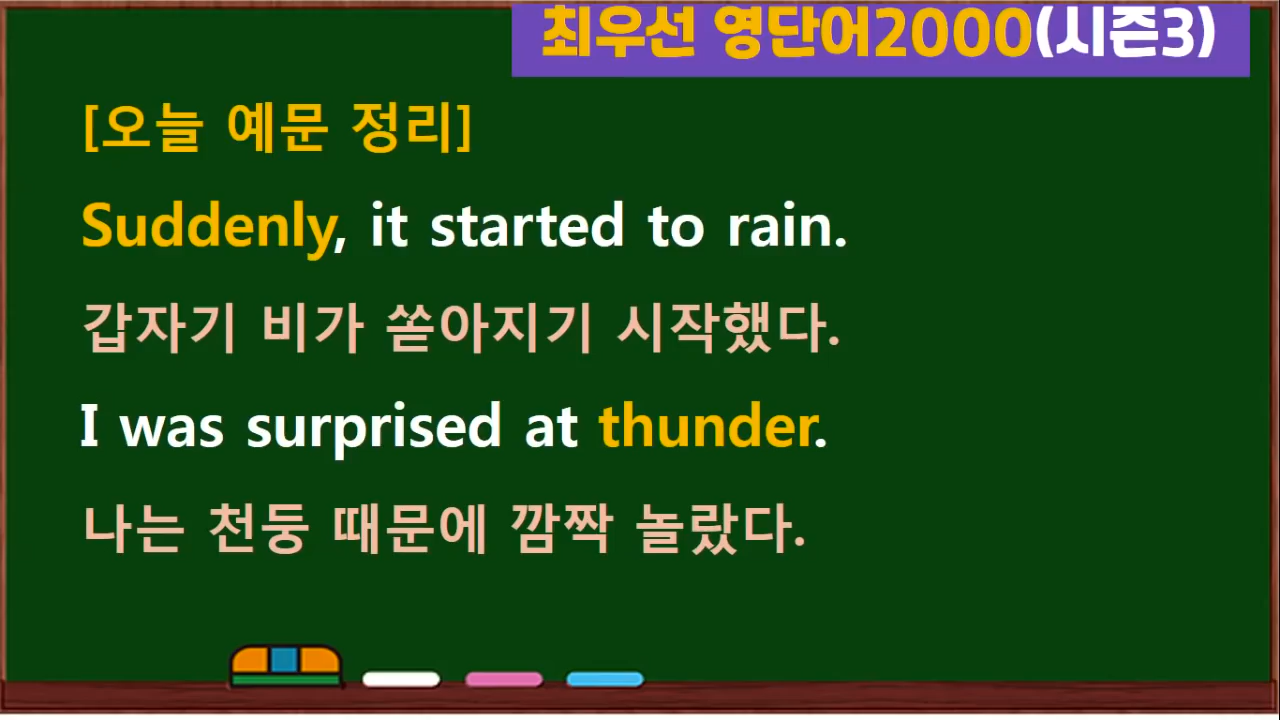 최우선 영단어2000(시즌3)
[오늘 예문 정리]
Suddenly, it started to rain.
갑자기 비가 쏟아지기 시작했다.
I was surprised at thunder.
나는 천둥 때문에 깜짝 놀랐다.